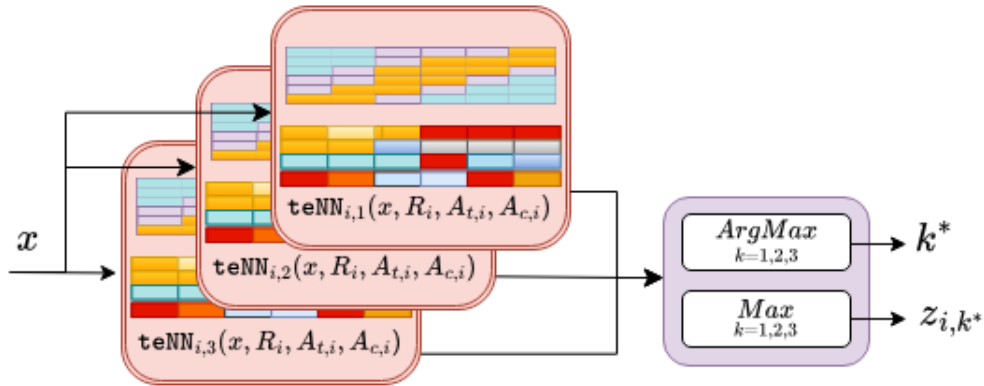 x
teNN_{i,1}(x, R_i, A_{t,i}, A_{c,i})
teNN_{i,2}(x, R_i, A_{t,i}, A_{c,i})
teNN_{i,3}(x, R_i, A_{t,i}, A_{c,i})
ArgMax
k=1,2,3
k^*
Max
k=1,2,3
z_{i,k^*}